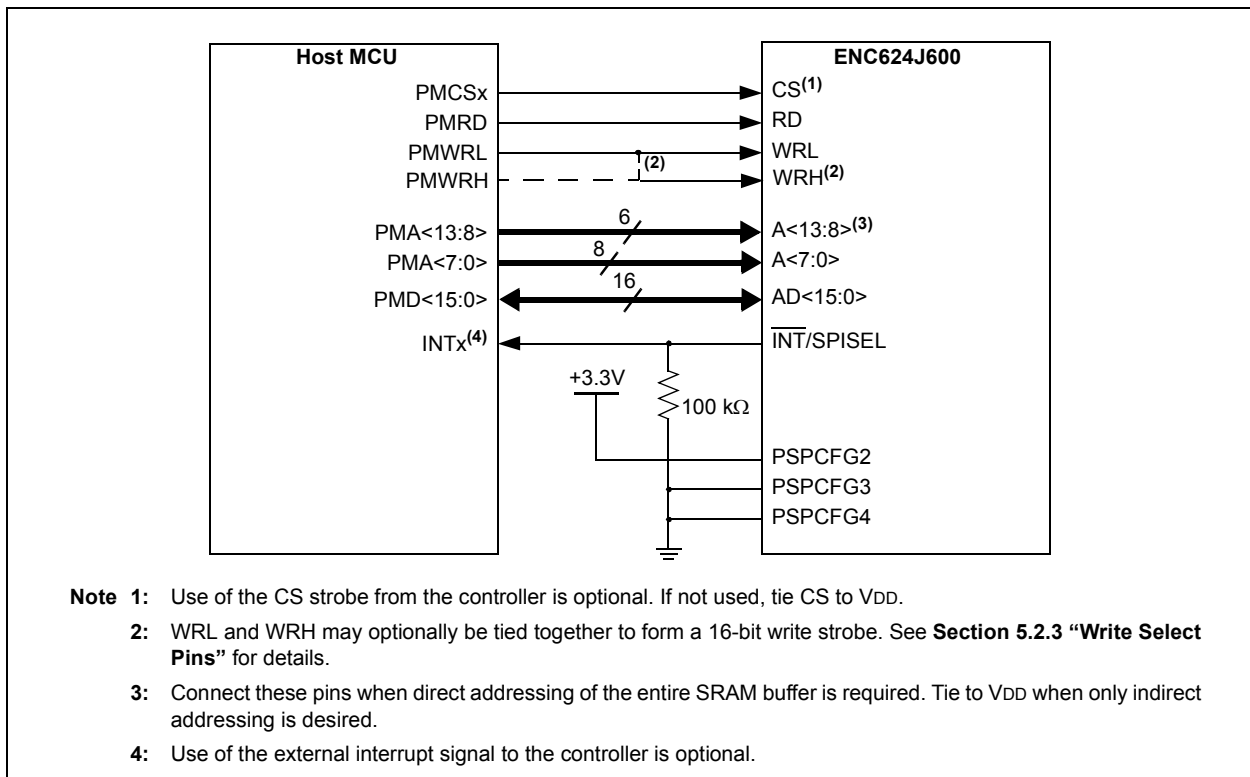 Host MCU
ENC624J600
PMCSx
CS(1)
PMRD
RD
PMWRL
WRL
(2)
PMWRH
WRH(2)
PMA<13:8>
6
A<13:8>(3)
PMA<7:0>
8
A<7:0>
PMD<15:0>
16
AD<15:0>
INTx(4)
INT/SPISEL
+3.3V
100 kΩ
PSPCFG2
PSPCFG3
PSPCFG4
Note 1: Use of the CS strobe from the controller is optional. If not used, tie CS to VDD.
2: WRL and WRH may optionally be tied together to form a 16-bit write strobe. See Section 5.2.3 “Write Select
Pins” for details.
3: Connect these pins when direct addressing of the entire SRAM buffer is required. Tie to VDD when only indirect
addressing is desired.
4: Use of the external interrupt signal to the controller is optional.